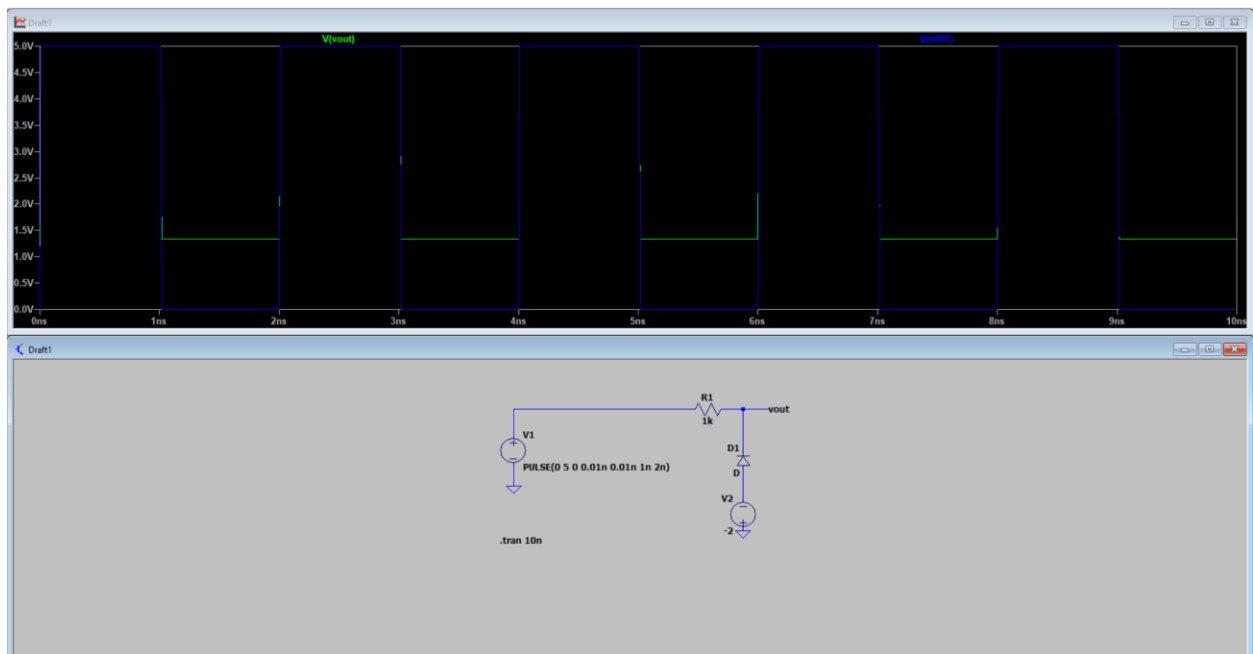 Draft1
V(vout) V(n001)
5.0V
4.5V
4.0V
3.5V
3.0V
2.5V
2.0V
1.5V
1.0V
0.5V
0.0V
0ns 1ns 2ns 3ns 4ns 5ns 6ns 7ns 8ns 9ns 10ns
Draft1
R1
vout
1k
V1
D1
PULSE(0 5 0 0.01n 0.01n 1n 2n)
D
V2
-2
.tran 10n